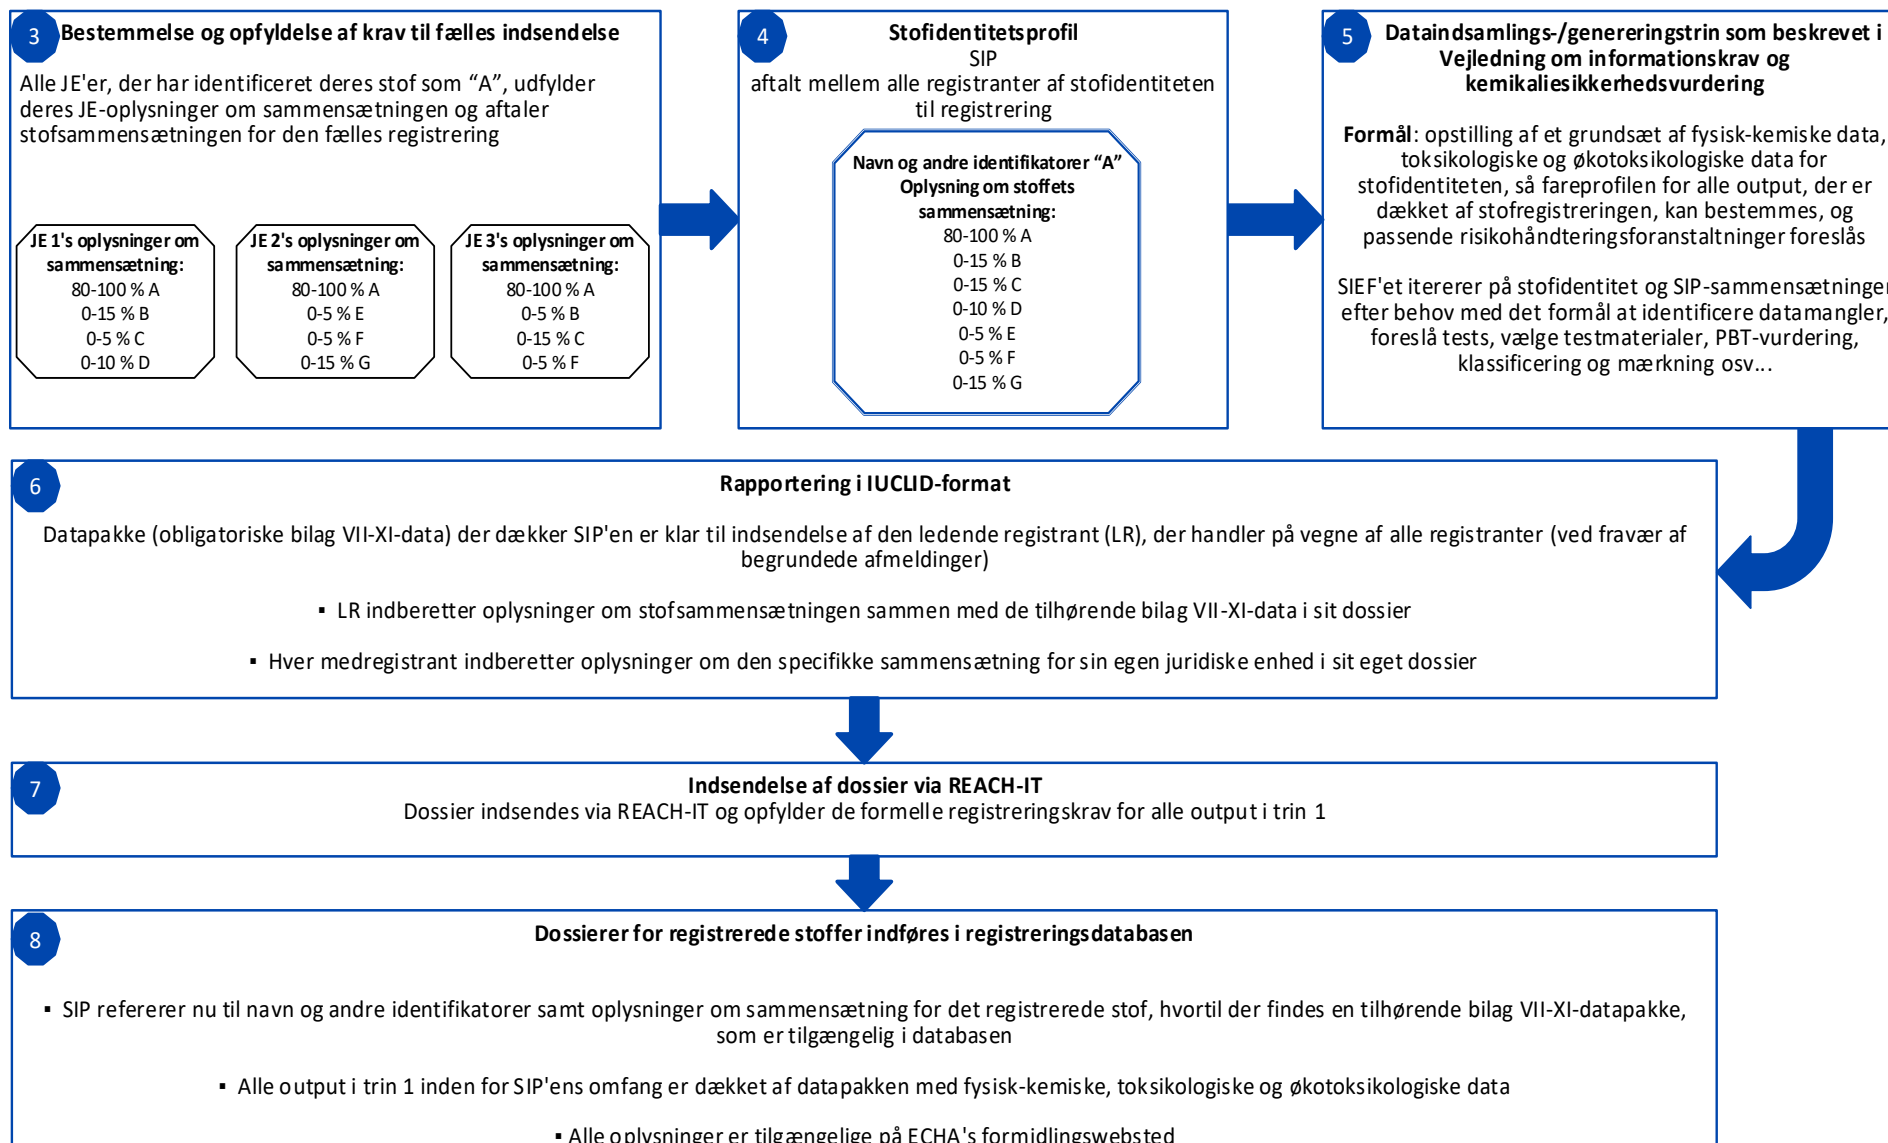 3
Bestemmelse og opfyldelse af krav til fælles indsendelse
Alle JE'er, der har identificeret deres stof som “A”, udfylder
deres JE-oplysninger om sammensætningen og aftaler
stofsammensætningen for den fælles registrering
JE 1's oplysninger om
sammensætning:
80-100 % A
0-15 % B
0-5 % C
0-10 % D
JE 2's oplysninger om
sammensætning:
80-100 % A
0-5 % E
0-5 % F
0-15 % G
JE 3's oplysninger om
sammensætning:
80-100 % A
0-5 % B
0-15 % C
0-5 % F
4
Stofidentitetsprofil
SIP
aftalt mellem alle registranter af stofidentiteten
til registrering
Navn og andre identifikatorer “A”
Oplysning om stoffets
sammensætning:
80-100 % A
0-15 % B
0-15 % C
0-10 % D
0-5 % E
0-5 % F
0-15 % G
5
Dataindsamlings-/genereringstrin som beskrevet i
Vejledning om informationskrav og
kemikaliesikkerhedsvurdering
Formål: opstilling af et grundsæt af fysisk-kemiske data,
toksikologiske og økotoksikologiske data for
stofidentiteten, så fareprofilen for alle output, der er
dækket af stofregistreringen, kan bestemmes, og
passende risikohåndteringsforanstaltninger foreslås
SIEF'et itererer på stofidentitet og SIP-sammensætninger
efter behov med det formål at identificere datamangler,
foreslå tests, vælge testmaterialer, PBT-vurdering,
klassificering og mærkning osv...
6
Rapportering i IUCLID-format
Datapakke (obligatoriske bilag VII-XI-data) der dækker SIP'en er klar til indsendelse af den ledende registrant (LR), der handler på vegne af alle registranter (ved fravær af
begrundede afmeldinger)
▪ LR indberetter oplysninger om stofsammensætningen sammen med de tilhørende bilag VII-XI-data i sit dossier
▪ Hver medregistrant indberetter oplysninger om den specifikke sammensætning for sin egen juridiske enhed i sit eget dossier
7
Indsendelse af dossier via REACH-IT
Dossier indsendes via REACH-IT og opfylder de formelle registreringskrav for alle output i trin 1
8
Dossierer for registrerede stoffer indføres i registreringsdatabasen
▪ SIP refererer nu til navn og andre identifikatorer samt oplysninger om sammensætning for det registrerede stof, hvortil der findes en tilhørende bilag VII-XI-datapakke,
som er tilgængelig i databasen
▪ Alle output i trin 1 inden for SIP'ens omfang er dækket af datapakken med fysisk-kemiske, toksikologiske og økotoksikologiske data
▪ Alle oplysninger er tilgængelige på ECHA's formidlingswebsted